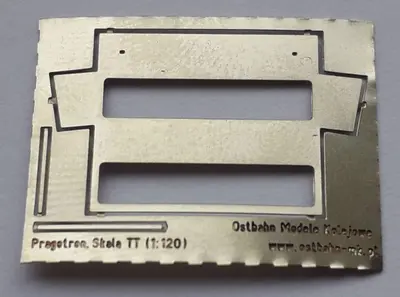 Ostbahn Modele Kolejowe
Pragotron, Skala TT (1:120)
www.ostbahn-mk.pl